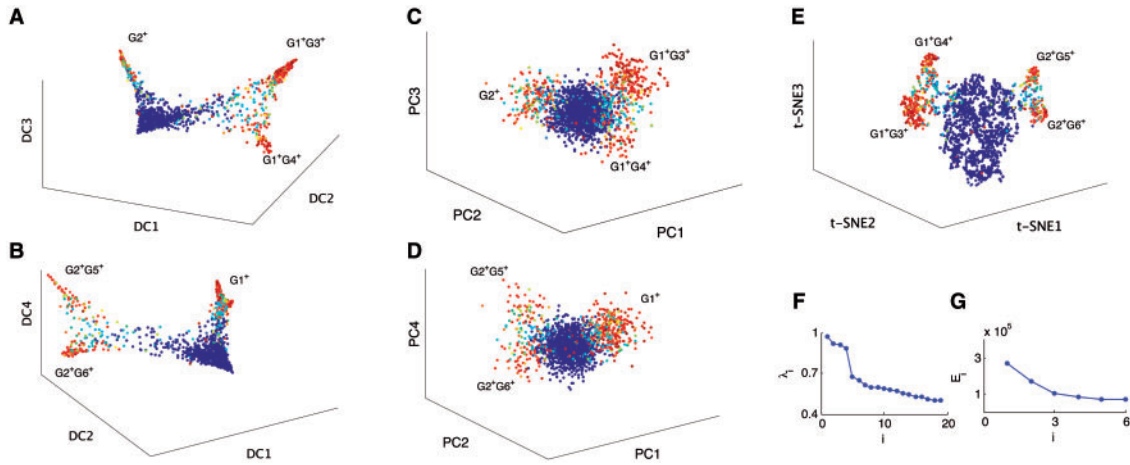 A
G2⁺
G1⁺G3⁺
G1⁺G4⁺
DC3
DC1
DC2
B
G2⁺G5⁺
G1⁺
G2⁺G6⁺
DC4
DC2
DC1
C
G1⁺G3⁺
G2⁺
G1⁺G4⁺
PC3
PC2
PC1
D
G2⁺G5⁺
G1⁺
G2⁺G6⁺
PC4
PC2
PC1
E
G1⁺G4⁺
G2⁺G5⁺
G1⁺G3⁺
G2⁺G6⁺
t-SNE3
t-SNE2
t-SNE1
F
1
0.7
0.4
λᵢ
0 10 20
i
G
x 10⁵
3
1
Eᵢ
0 3 6
i